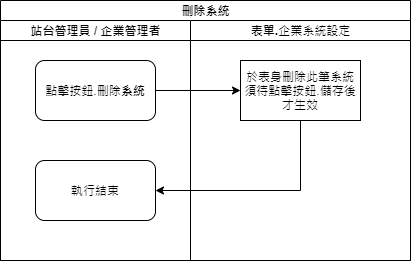 刪除系統
站台管理員 / 企業管理者
表單.企業系統設定
點擊按鈕.刪除系統
於表身刪除此筆系統
須待點擊按鈕.儲存後
才生效
執行結束